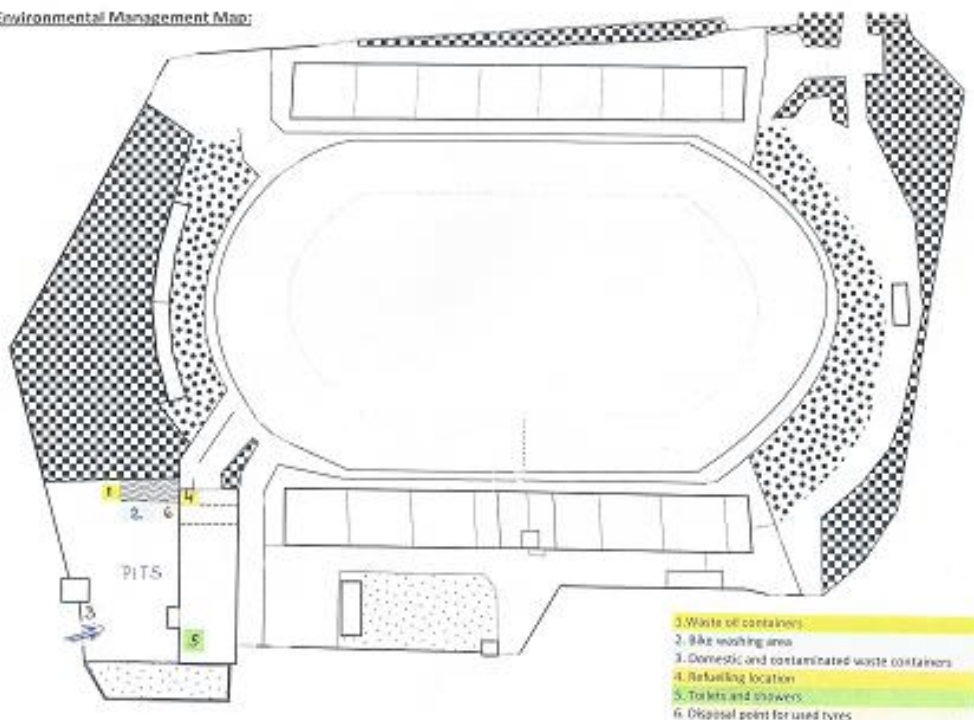 Environmental Management Map:
1
4
2 6
PITS
3
5
1. Waste oil containers
2. Bike washing area
3. Domestic and contaminated waste containers
4. Refuelling location
5. Toilets and showers
6. Disposal point for used tyres